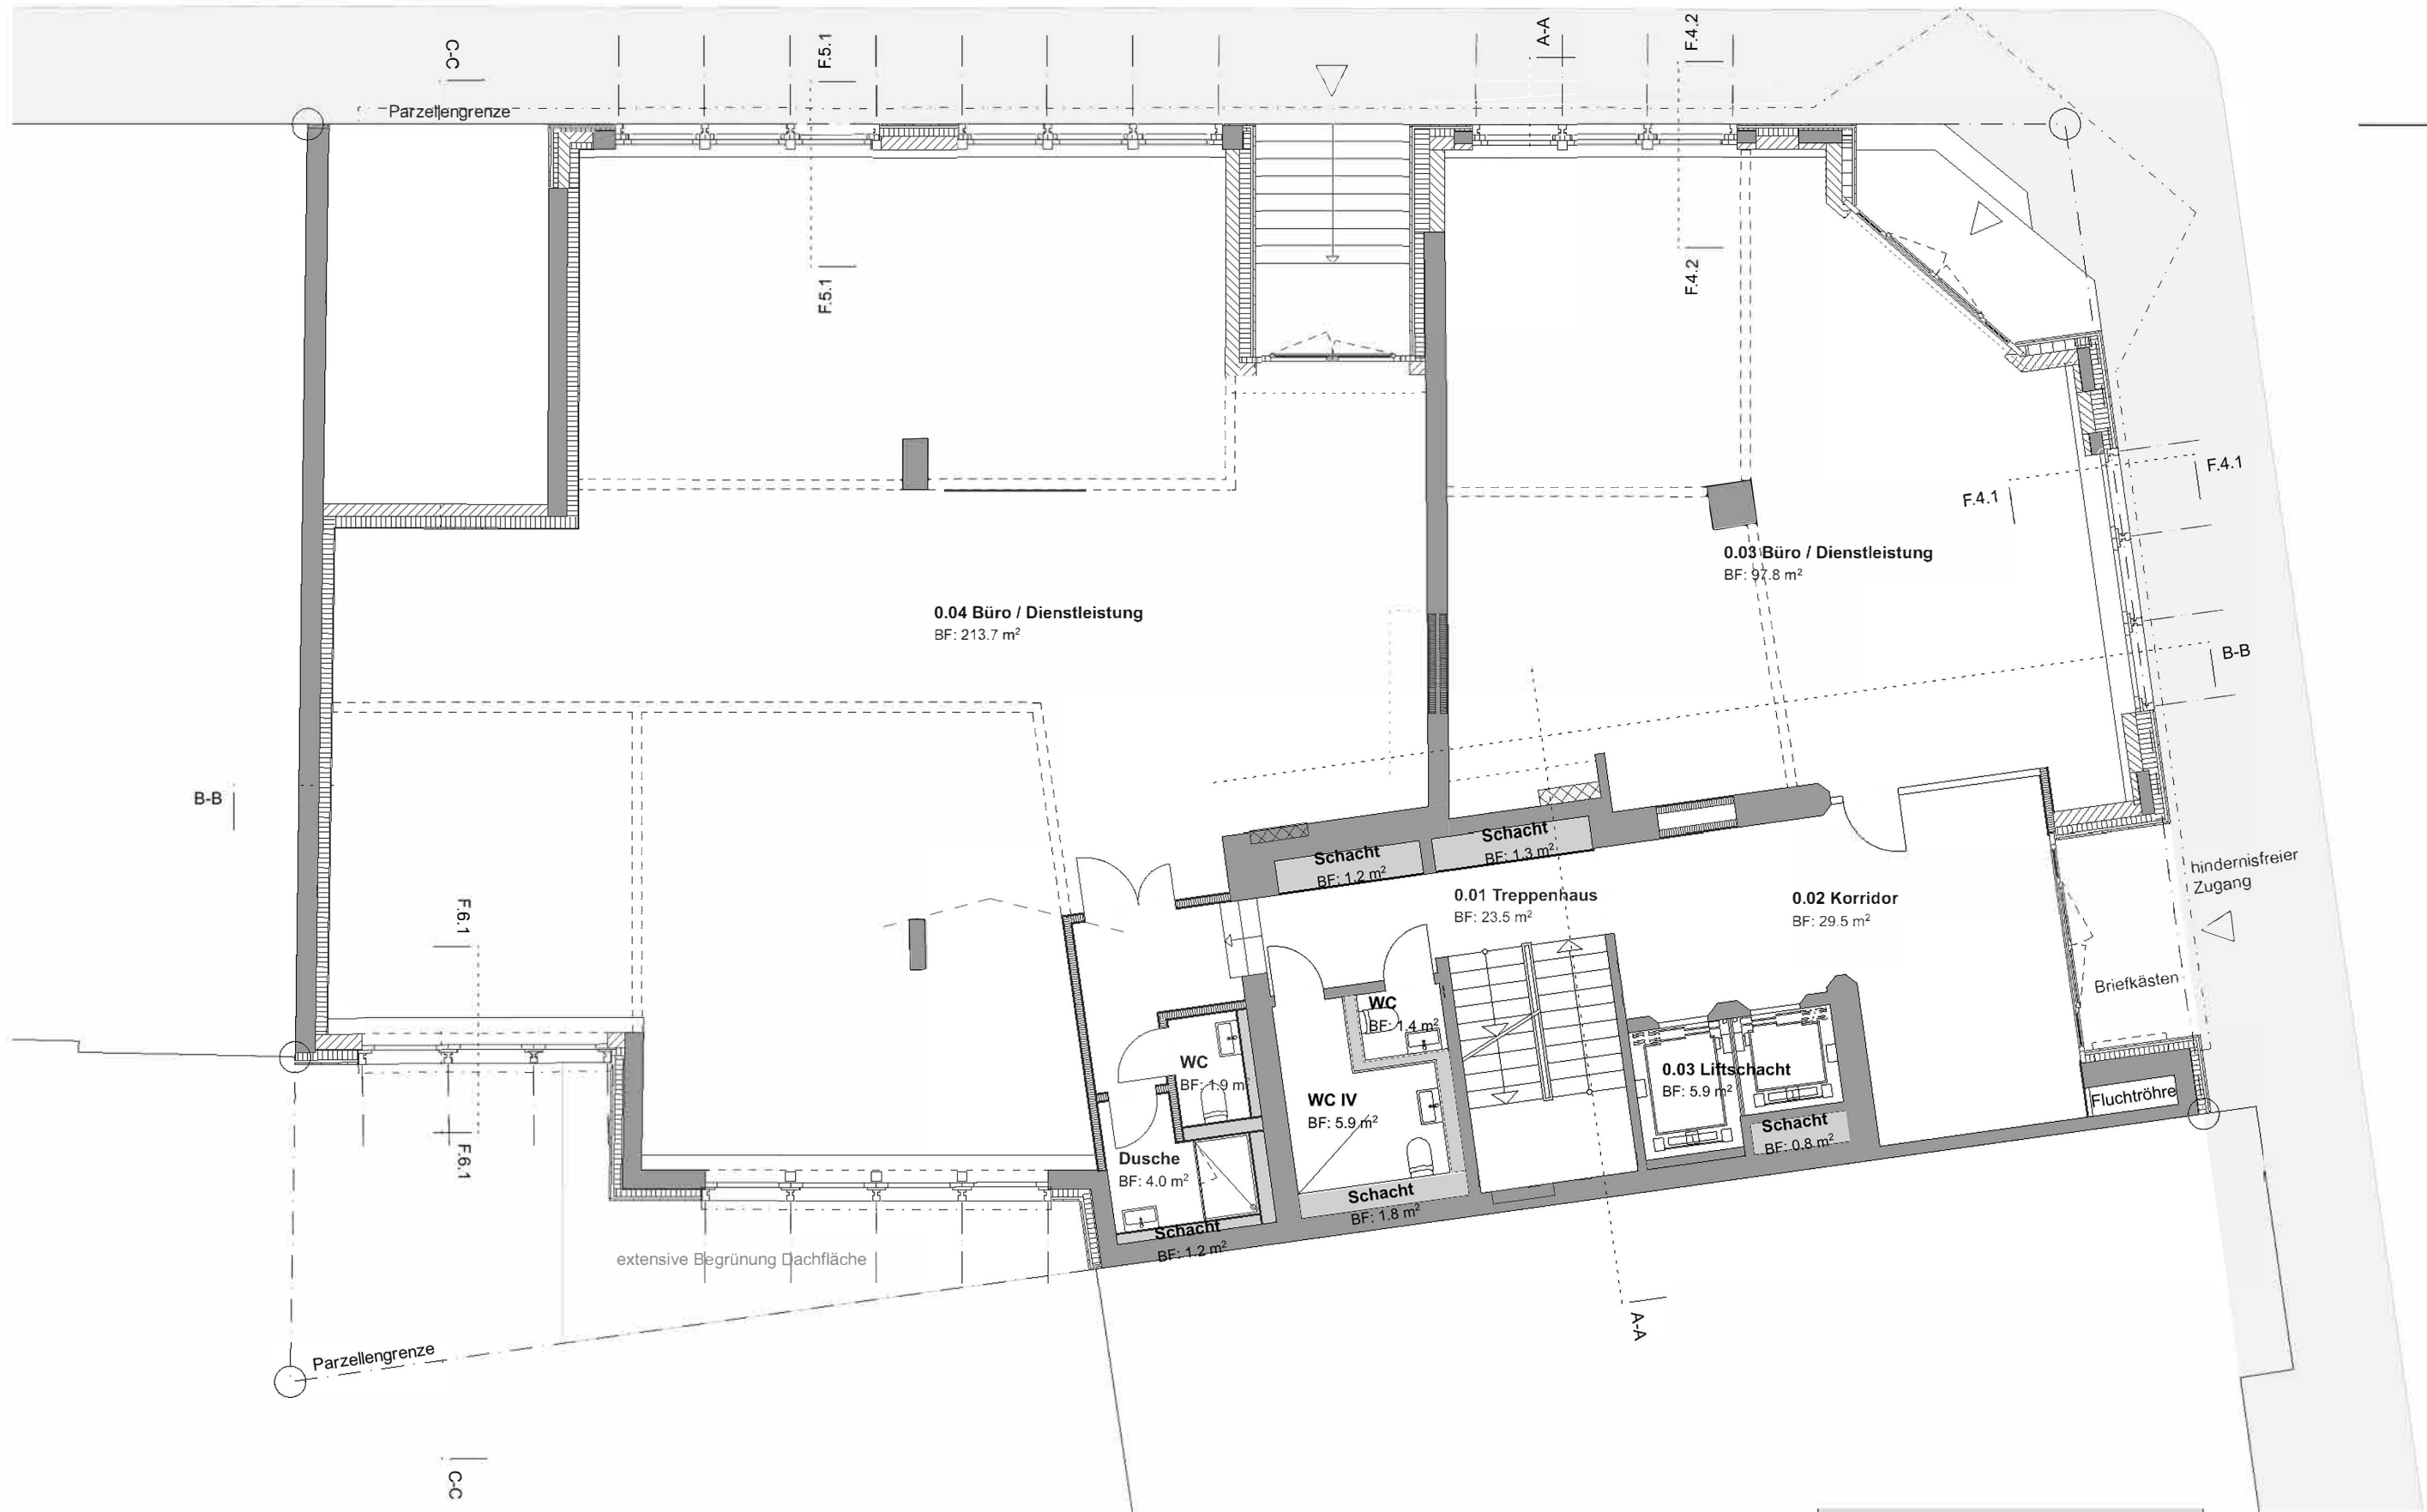 C-C
F.5.1
A-A
F.4.2
Parzellengrenze
F.5.1
F.4.2
F.4.1
F.4.1
0.03 Büro / Dienstleistung
BF: 97.8 m²
0.04 Büro / Dienstleistung
BF: 213.7 m²
B-B
B-B
Schacht
BF: 1.3 m²
Schacht
BF: 1.2 m²
hindernisfreier
Zugang
0.01 Treppenhaus
BF: 23.5 m²
0.02 Korridor
BF: 29.5 m²
F.6.1
Briefkästen
WC
BF: 1.4 m²
WC
BF: 1.9 m²
0.03 Liftschacht
BF: 5.9 m²
WC IV
BF: 5.9 m²
Fluchtröhre
Schacht
BF: 0.8 m²
F.6.1
Dusche
BF: 4.0 m²
Schacht
BF: 1.8 m²
Schacht
BF: 1.2 m²
extensive Begrünung Dachfläche
A-A
Parzellengrenze
C-C